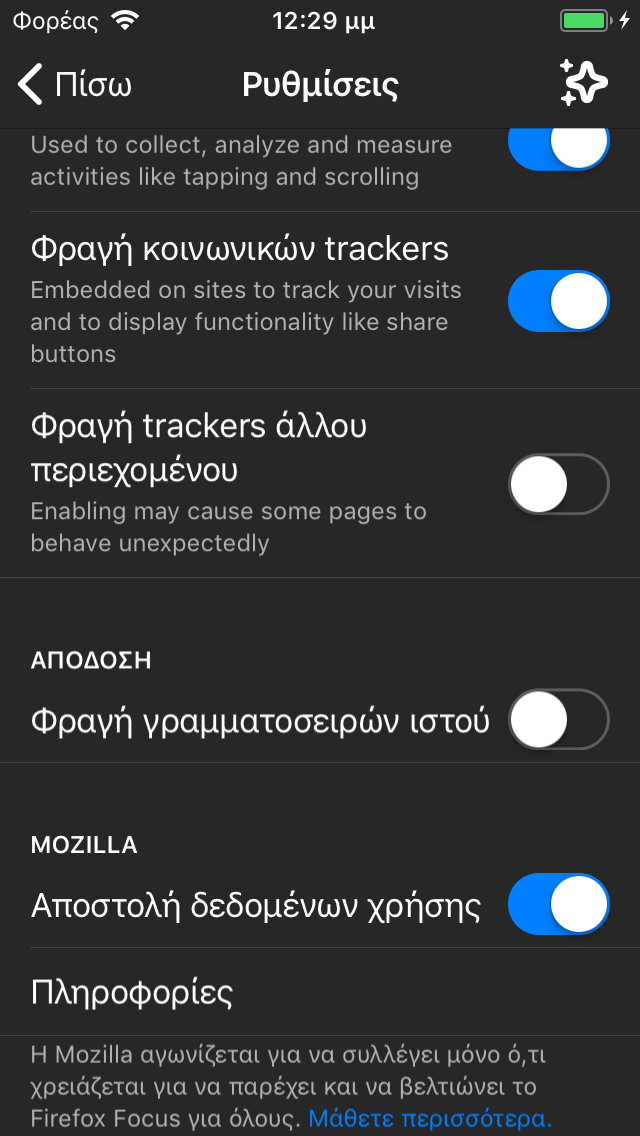 Φορέας 12:29 μμ
Πίσω Ρυθμίσεις
Used to collect, analyze and measure
activities like tapping and scrolling
Φραγή κοινωνικών trackers
Embedded on sites to track your visits
and to display functionality like share
buttons
Φραγή trackers άλλου
περιεχομένου
Enabling may cause some pages to
behave unexpectedly
ΑΠΟΔΟΣΗ
Φραγή γραμματοσειρών ιστού
MOZILLA
Αποστολή δεδομένων χρήσης
Πληροφορίες
Η Mozilla αγωνίζεται για να συλλέγει μόνο ό,τι
χρειάζεται για να παρέχει και να βελτιώνει το
Firefox Focus για όλους. Μάθετε περισσότερα.